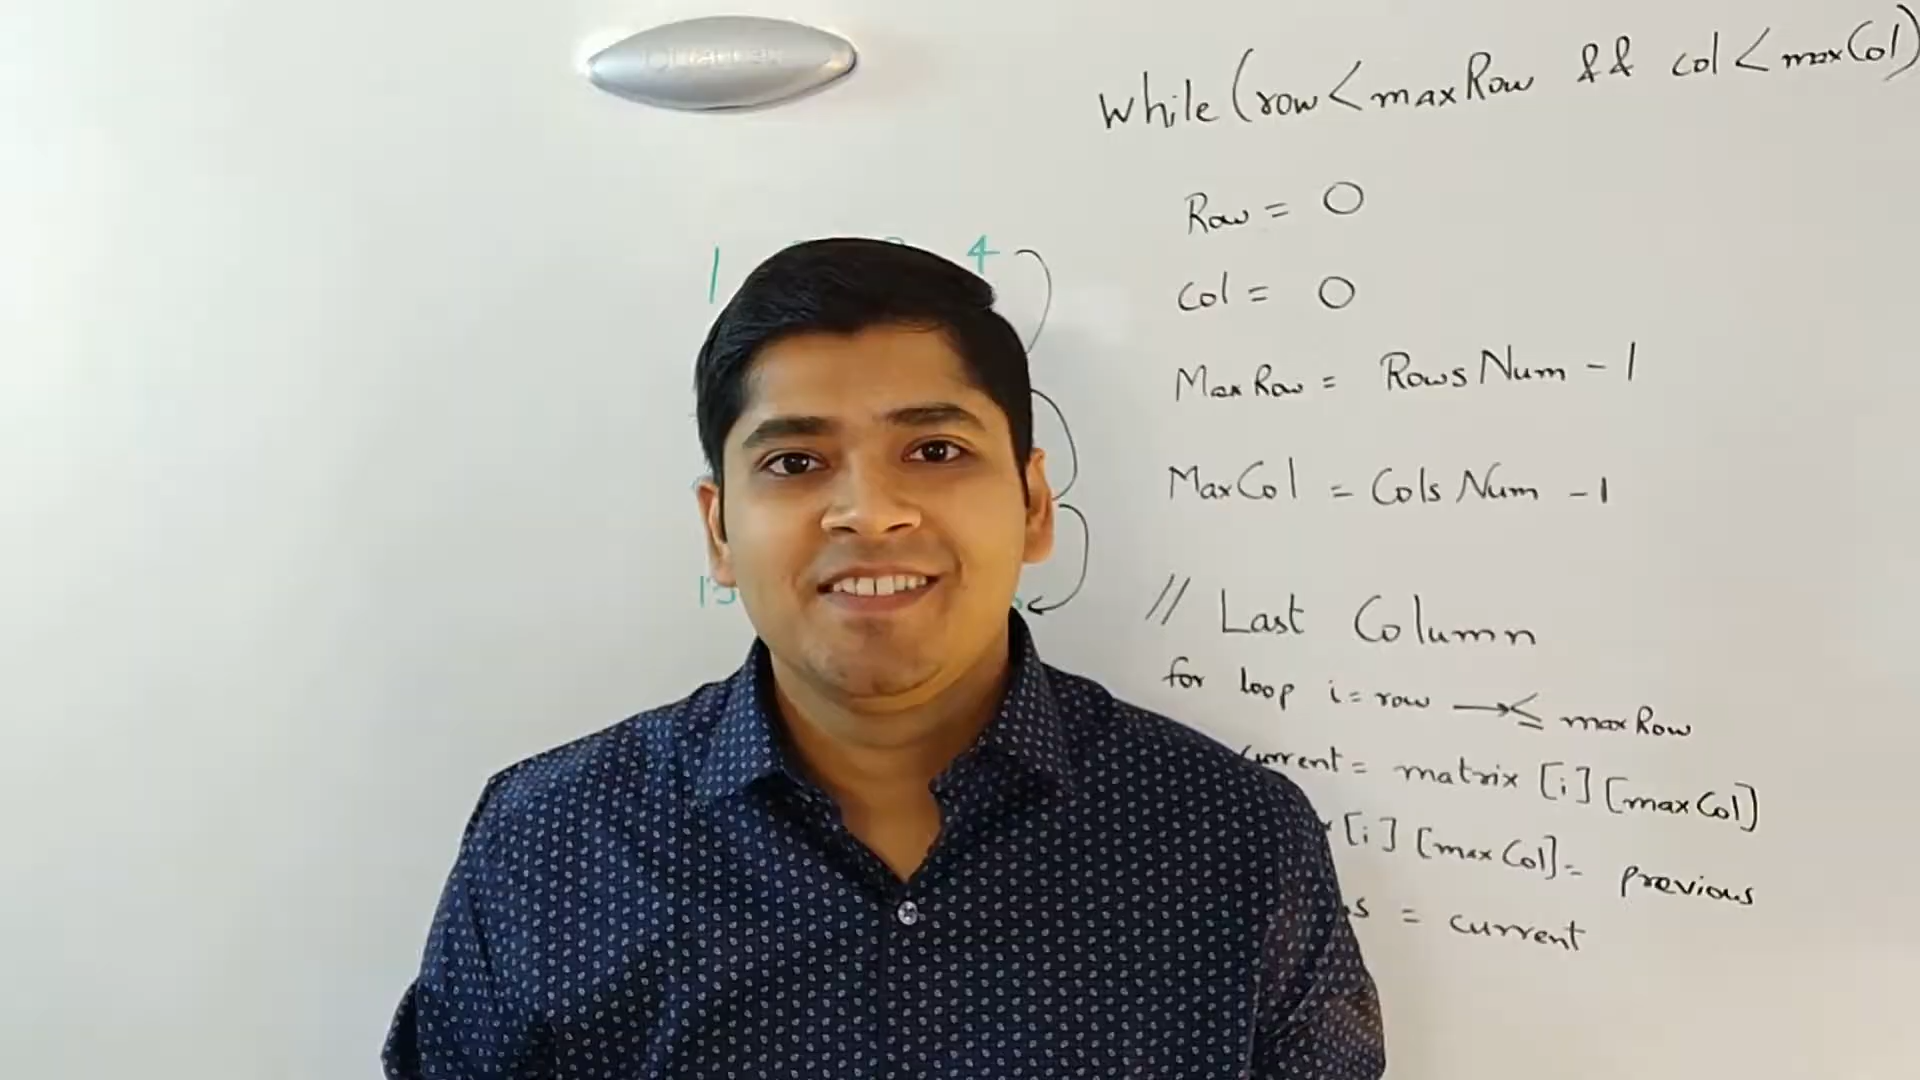 Quartet
while (row < maxRow && col < maxCol)
Row = 0
1 4
Col = 0
MaxRow = RowsNum - 1
MaxCol = ColsNum - 1
// Last Column
for loop i = row → ≤ maxRow
current = matrix [i] [maxCol]
[i] [maxCol] = previous
= current